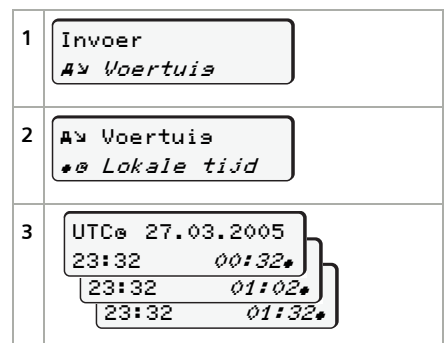 1
Invoer
Voertuig
2
Voertuig
Lokale tijd
3
UTC 27.03.2005
23:32 00:32
23:32 01:02
23:32 01:32